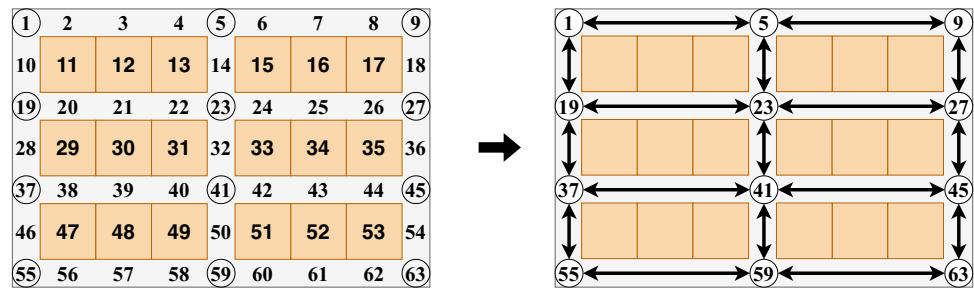 1 2 3 4 5 6 7 8 9
10 11 12 13 14 15 16 17 18
19 20 21 22 23 24 25 26 27
28 29 30 31 32 33 34 35 36
37 38 39 40 41 42 43 44 45
46 47 48 49 50 51 52 53 54
55 56 57 58 59 60 61 62 63
1 5 9
19 23 27
37 41 45
55 59 63